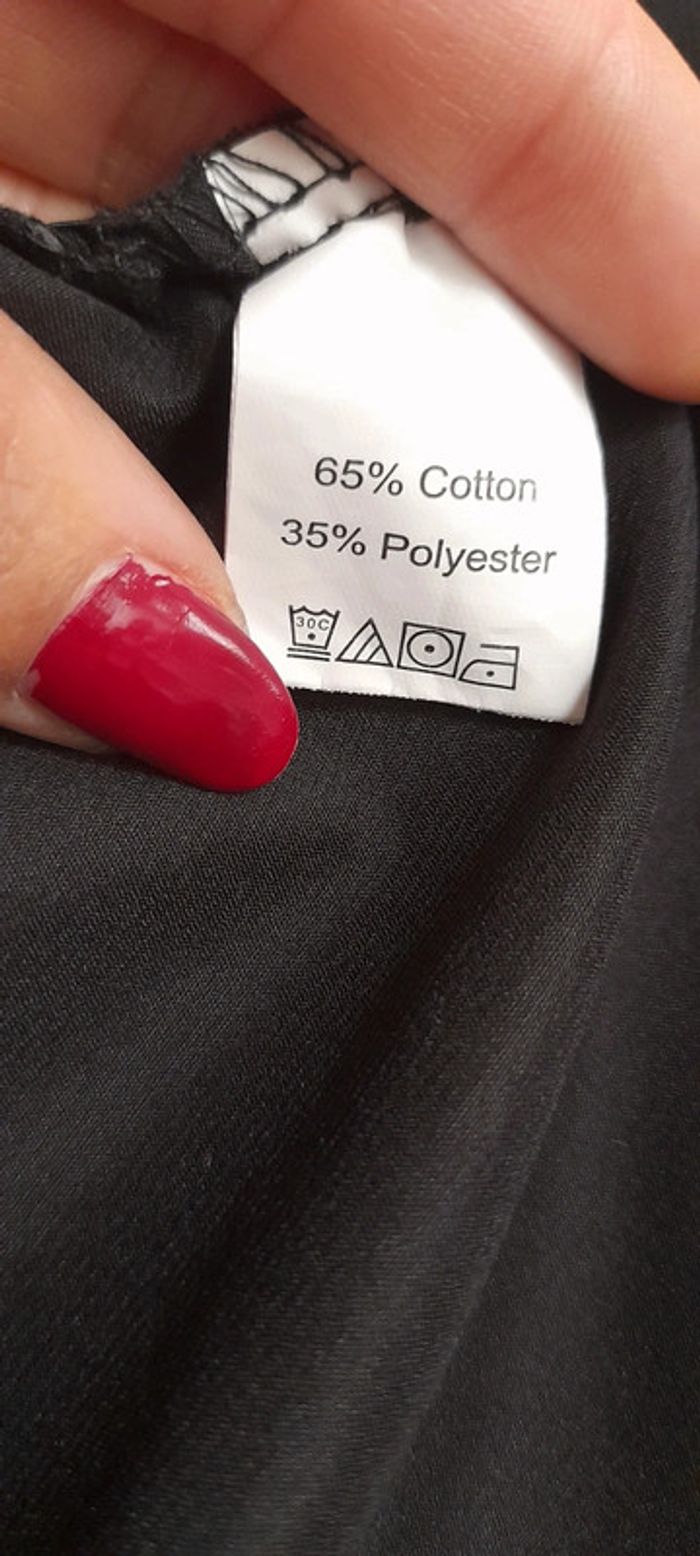 65% Cotton
35% Polyester
30C